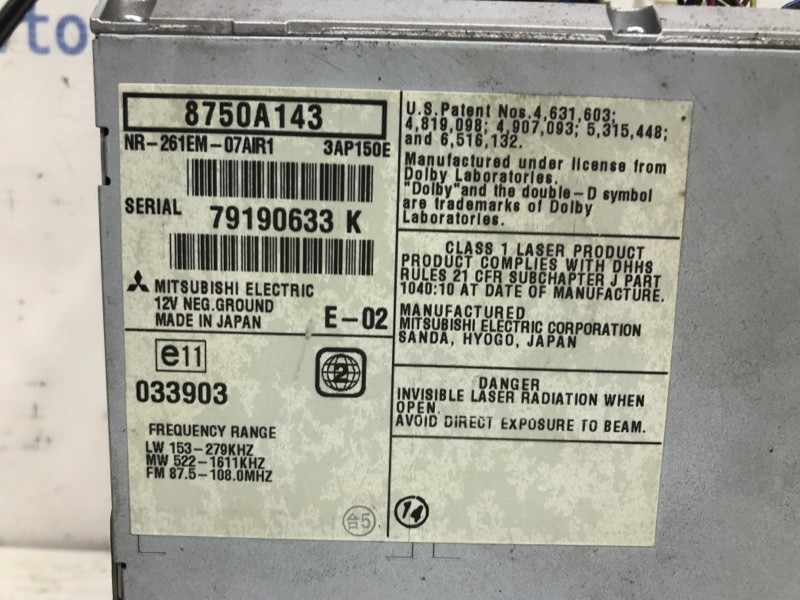 вто
8750A143
NR-261EM-07AIR1 3AP150E
SERIAL 79190633 K
MITSUBISHI ELECTRIC
12V NEG.GROUND
MADE IN JAPAN E-02
e11
2
033903
FREQUENCY RANGE
LW 153-279KHZ
MW 522-1611KHZ
FM 87.5-108.0MHZ
合5
U.S.Patent Nos.4,631,603;
4,819,098; 4,907,093; 5,315,448;
and 6,516,132.
Manufactured under license from
Dolby Laboratories.
"Dolby"and the double-D symbol
are trademarks of Dolby
Laboratories.
CLASS 1 LASER PRODUCT
PRODUCT COMPLIES WITH DHHS
RULES 21 CFR SUBCHAPTER J PART
1040:10 AT DATE OF MANUFACTURE.
MANUFACTURED
MITSUBISHI ELECTRIC CORPORATION
SANDA, HYOGO, JAPAN
DANGER
INVISIBLE LASER RADIATION WHEN
OPEN.
AVOID DIRECT EXPOSURE TO BEAM.
14